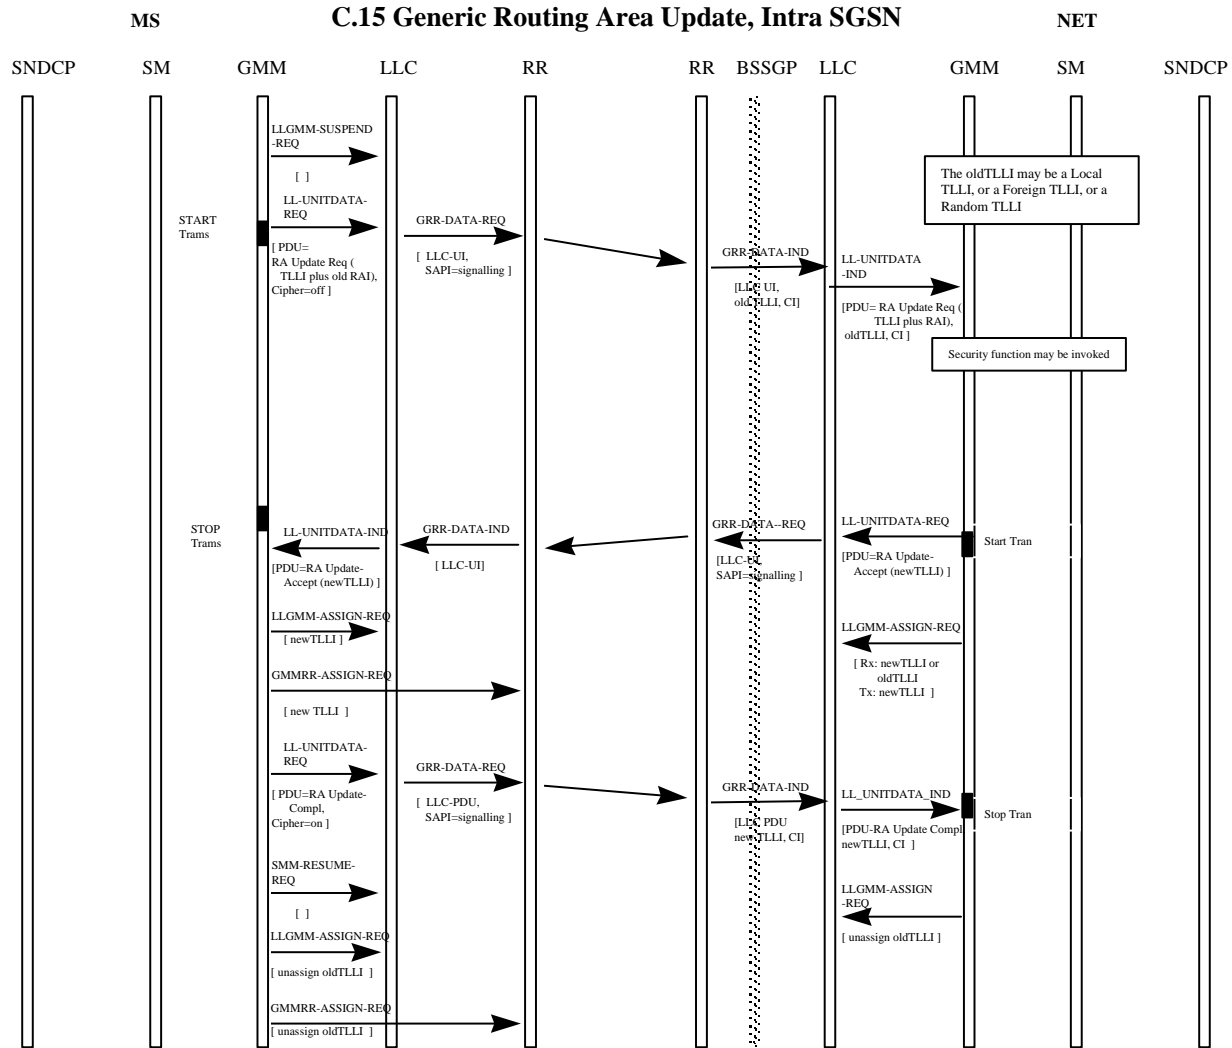 C.15 Generic Routing Area Update, Intra SGSN
MS
NET
SNDCP SM GMM LLC RR RR BSSGP LLC GMM SM SNDCP
LLGMM-SUSPEND
-REQ
[ ]
LL-UNITDATA-
REQ
START
Trams
[ PDU=
RA Update Req (
TLLI plus old RAI),
Cipher=off ]
GRR-DATA-REQ
[ LLC-UI,
SAPI=signalling ]
GRR-DATA-IND
[LLC UI,
old TLLI, CI]
LL-UNITDATA
-IND
[PDU= RA Update Req (
TLLI plus RAI),
oldTLLI, CI ]
The oldTLLI may be a Local
TLLI, or a Foreign TLLI, or a
Random TLLI
Security function may be invoked
STOP
Trams
LL-UNITDATA-IND
[PDU=RA Update-
Accept (newTLLI) ]
GRR-DATA-IND
[ LLC-UI]
GRR-DATA--REQ
[LLC-UI,
SAPI=signalling ]
LL-UNITDATA-REQ
[PDU=RA Update-
Accept (newTLLI) ]
Start Tran
LLGMM-ASSIGN-REQ
[ newTLLI ]
LLGMM-ASSIGN-REQ
[ Rx: newTLLI or
oldTLLI
Tx: newTLLI ]
GMMRR-ASSIGN-REQ
[ new TLLI ]
LL-UNITDATA-
REQ
[ PDU=RA Update-
Compl,
Cipher=on ]
GRR-DATA-REQ
[ LLC-PDU,
SAPI=signalling ]
GRR-DATA-IND
[LLC PDU
new TLLI, CI]
LL_UNITDATA_IND
[PDU-RA Update Compl
newTLLI, CI ]
Stop Tran
SMM-RESUME-
REQ
[ ]
LLGMM-ASSIGN
-REQ
[ unassign oldTLLI ]
LLGMM-ASSIGN-REQ
[ unassign oldTLLI ]
GMMRR-ASSIGN-REQ
[ unassign oldTLLI ]